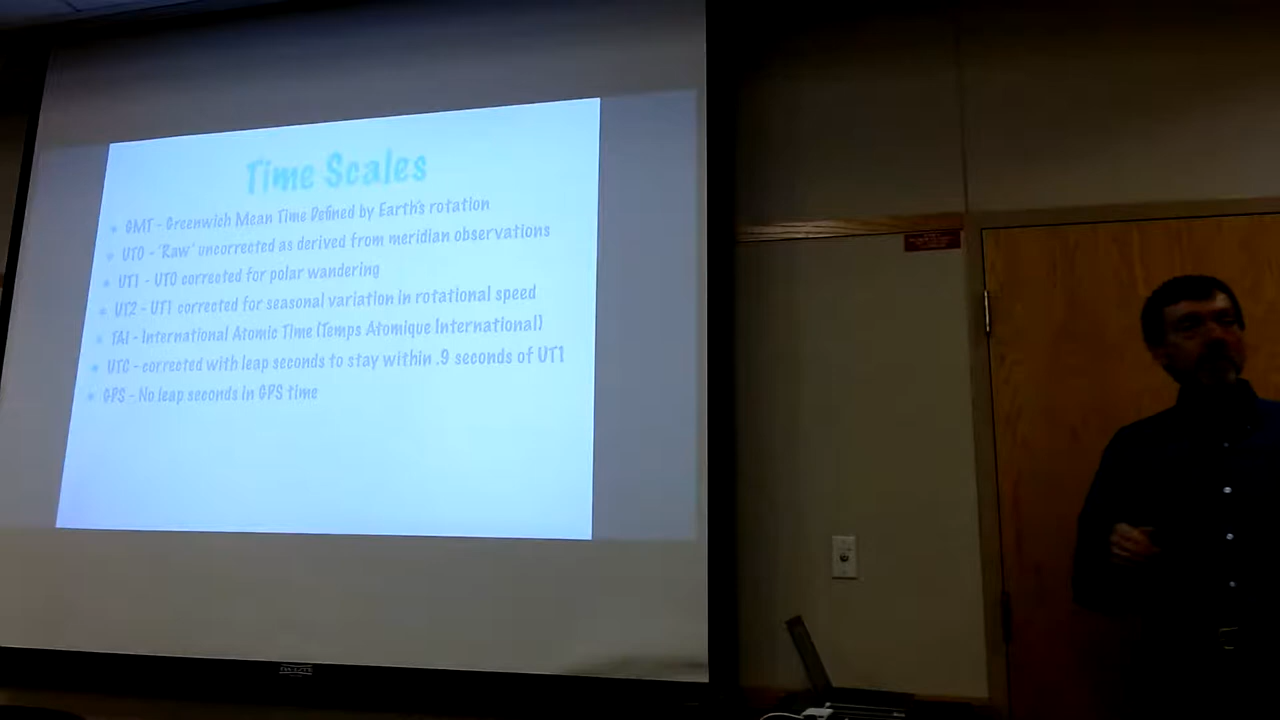 Time Scales
GMT - Greenwich Mean Time Defined by Earth's rotation
UT0 - 'Raw' uncorrected as derived from meridian observations
UT1 - UT0 corrected for polar wandering
UT2 - UT1 corrected for seasonal variation in rotational speed
TAI - International Atomic Time (Temps Atomique International)
UTC - corrected with leap seconds to stay within .9 seconds of UT1
GPS - No leap seconds in GPS time